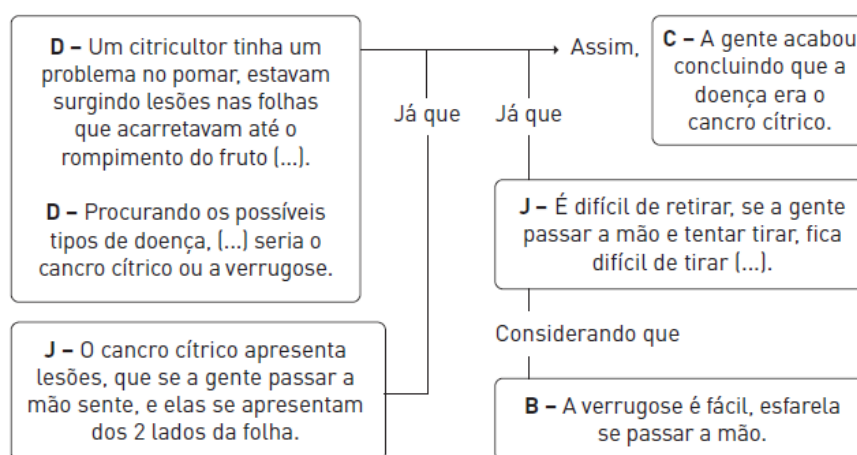 D – Um citricultor tinha um
problema no pomar, estavam
surgindo lesões nas folhas
que acarretavam até o
rompimento do fruto (...).
D – Procurando os possíveis
tipos de doença, (...) seria o
cancro cítrico ou a verrugose.
J – O cancro cítrico apresenta
lesões, que se a gente passar a
mão sente, e elas se apresentam
dos 2 lados da folha.
Já que
Já que
Assim,
C – A gente acabou
concluindo que a
doença era o
cancro cítrico.
J – É difícil de retirar, se a gente
passar a mão e tentar tirar, fica
difícil de tirar (...).
Considerando que
B – A verrugose é fácil, esfarela
se passar a mão.